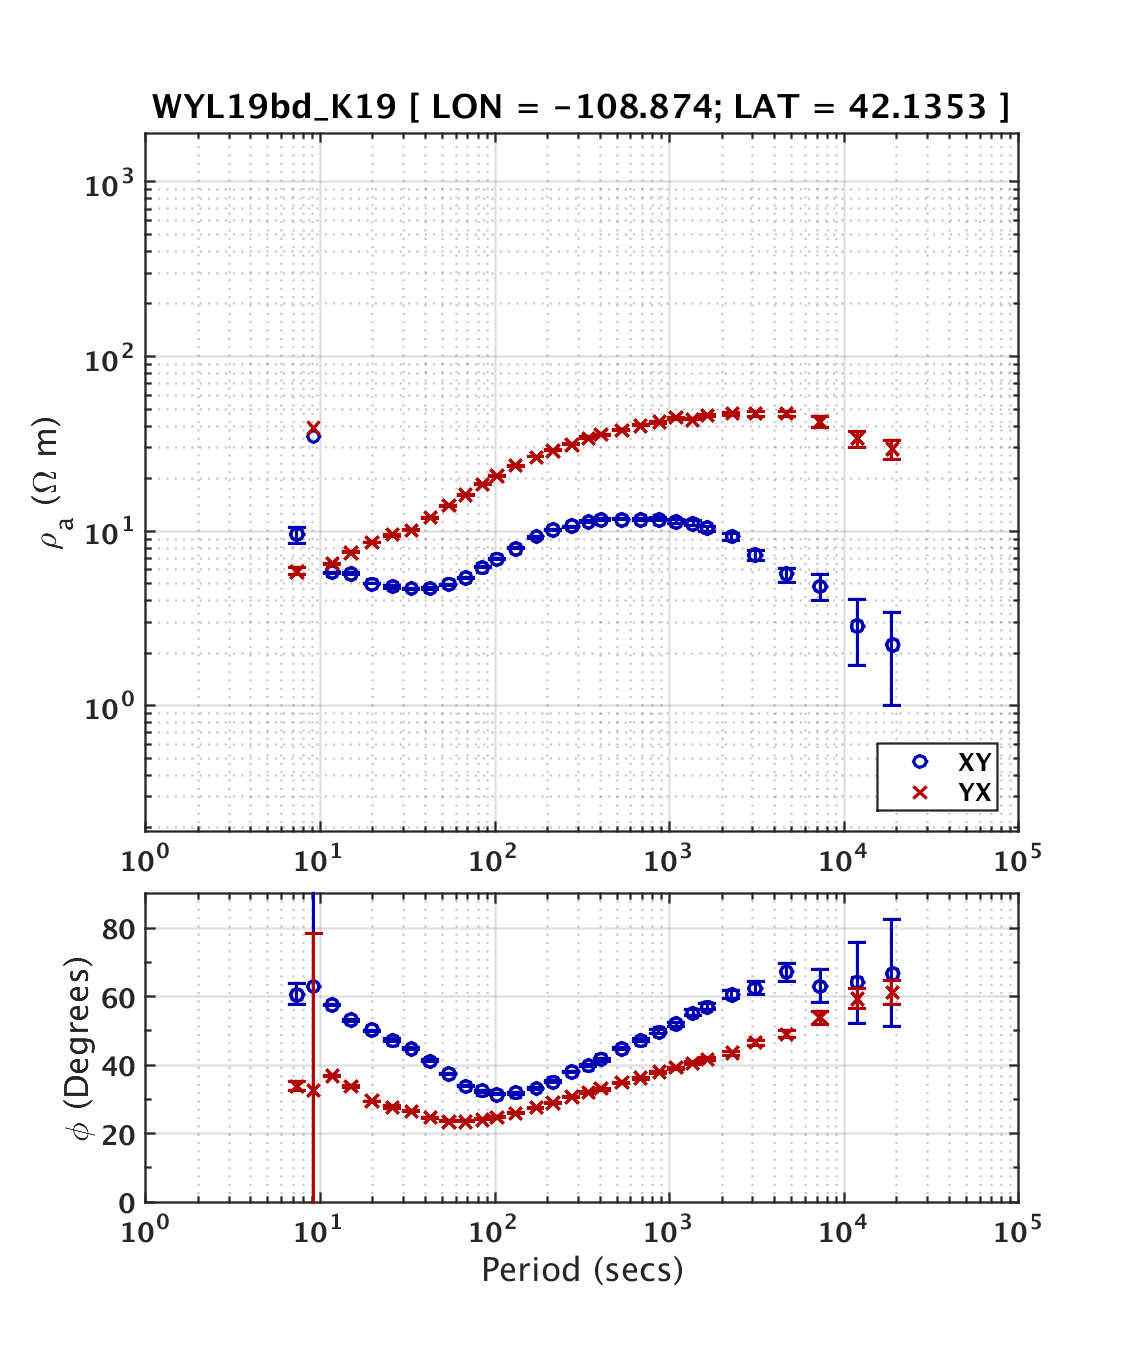 WYL19bd_K19 [ LON = -108.874; LAT = 42.1353 ]
10³
10²
10¹
10⁰
ρₐ (Ω m)
XY
YX
10⁰ 10¹ 10² 10³ 10⁴ 10⁵
80
60
40
20
0
ϕ (Degrees)
10⁰ 10¹ 10² 10³ 10⁴ 10⁵
Period (secs)